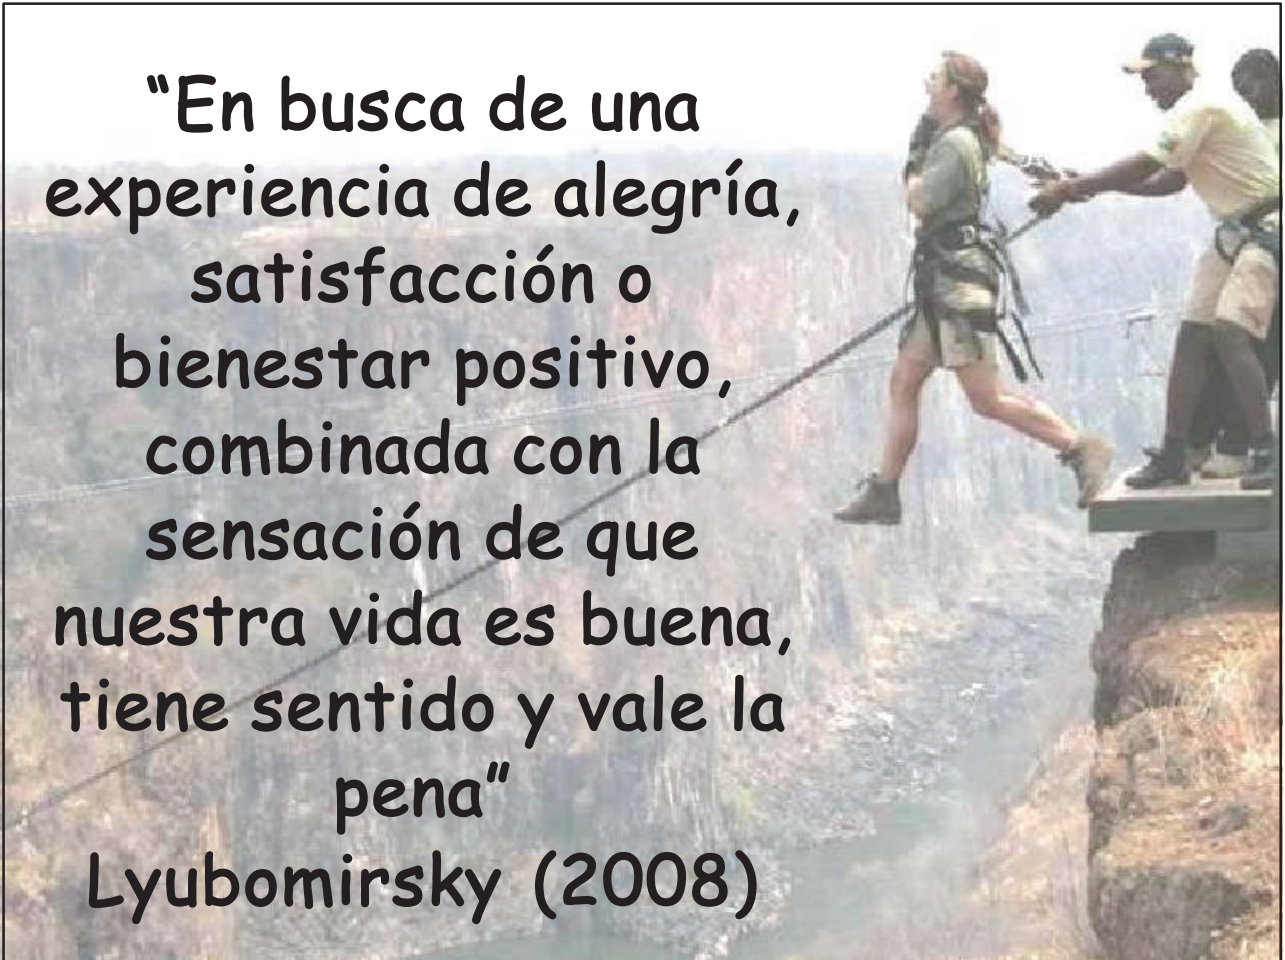 “En busca de una
experiencia de alegría,
satisfacción o
bienestar positivo,
combinada con la
sensación de que
nuestra vida es buena,
tiene sentido y vale la
pena”
Lyubomirsky (2008)